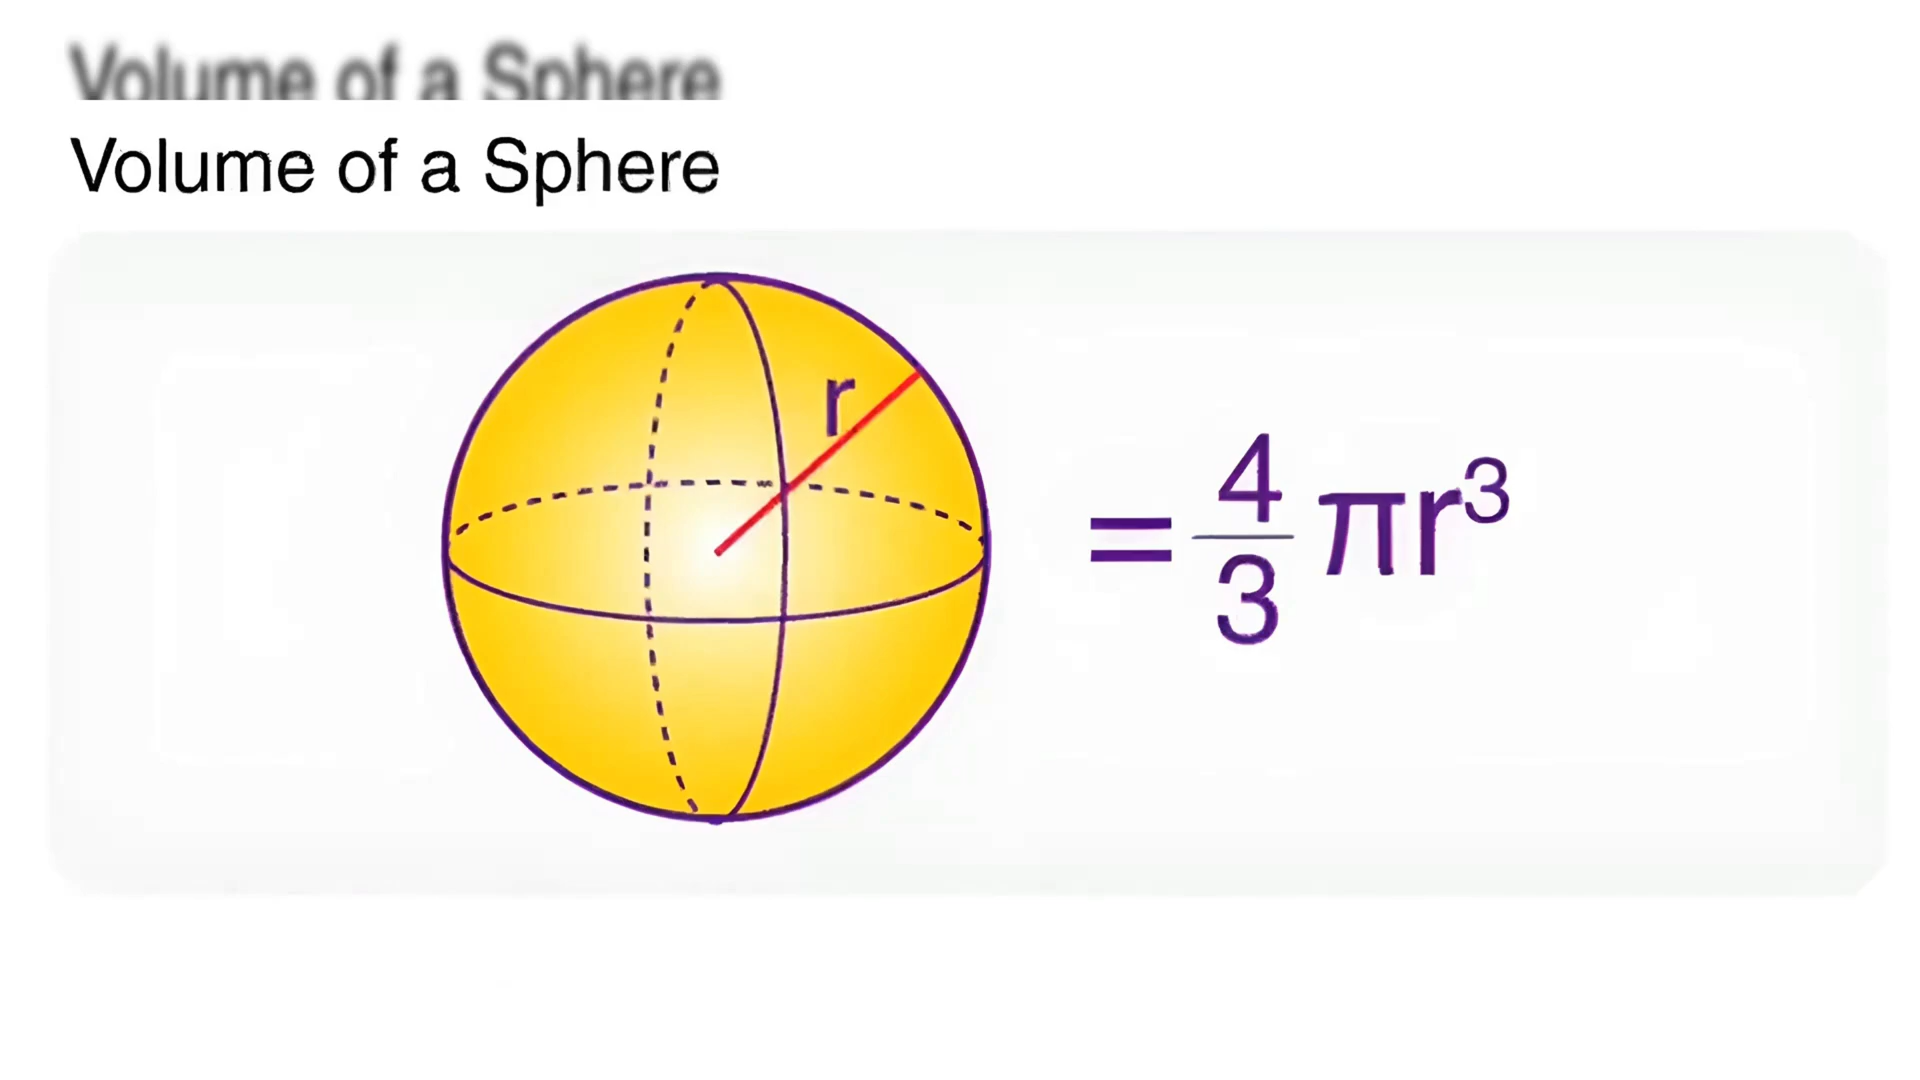 Volume of a Sphere
Volume of a Sphere
r
= 4/3 πr³